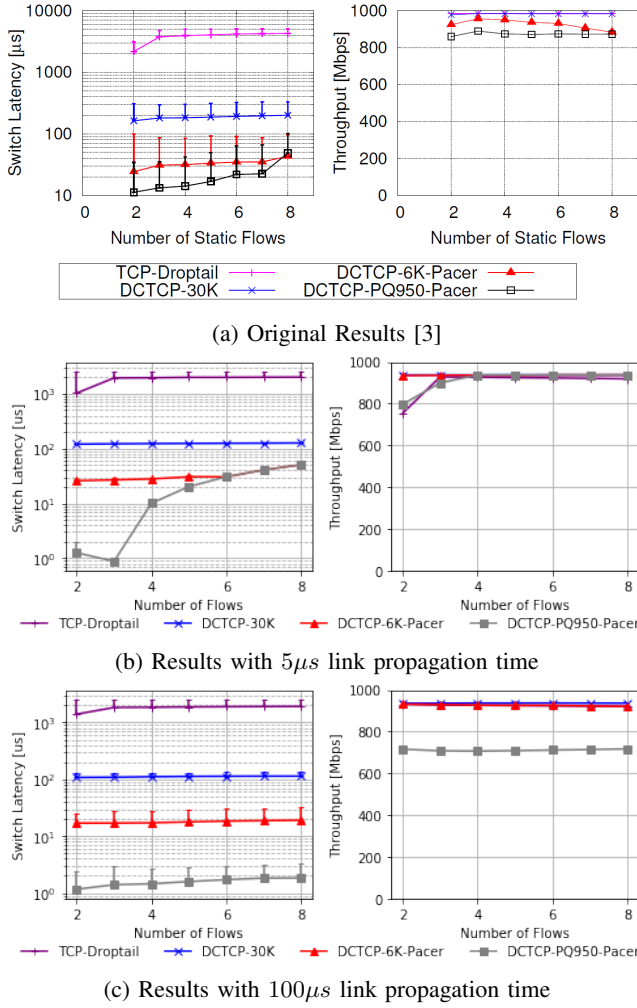 10000
1000
100
10
0 2 4 6 8
Switch Latency [µs]
Number of Static Flows
1000
800
600
400
200
0
0 2 4 6 8
Throughput [Mbps]
Number of Static Flows
TCP-Droptail
DCTCP-30K
DCTCP-6K-Pacer
DCTCP-PQ950-Pacer
(a) Original Results [3]
10³
10²
10¹
10⁰
2 4 6 8
Switch Latency [us]
Number of Flows
1000
800
600
400
200
0
2 4 6 8
Throughput [Mbps]
Number of Flows
TCP-Droptail DCTCP-30K DCTCP-6K-Pacer DCTCP-PQ950-Pacer
(b) Results with 5µs link propagation time
10³
10²
10¹
10⁰
2 4 6 8
Switch Latency [us]
Number of Flows
1000
800
600
400
200
0
2 4 6 8
Throughput [Mbps]
Number of Flows
TCP-Droptail DCTCP-30K DCTCP-6K-Pacer DCTCP-PQ950-Pacer
(c) Results with 100µs link propagation time